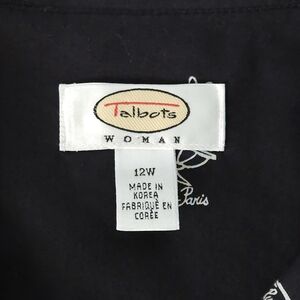 Talbots
WOMAN
12W
MADE IN
KOREA
FABRIQUÉ EN
CORÉE
Paris